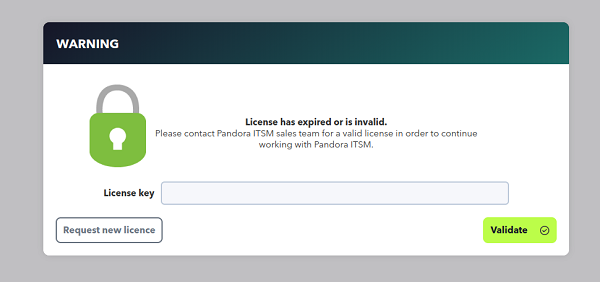 WARNING
License has expired or is invalid.
Please contact Pandora ITSM sales team for a valid license in order to continue
working with Pandora ITSM.
License key
Request new licence
Validate